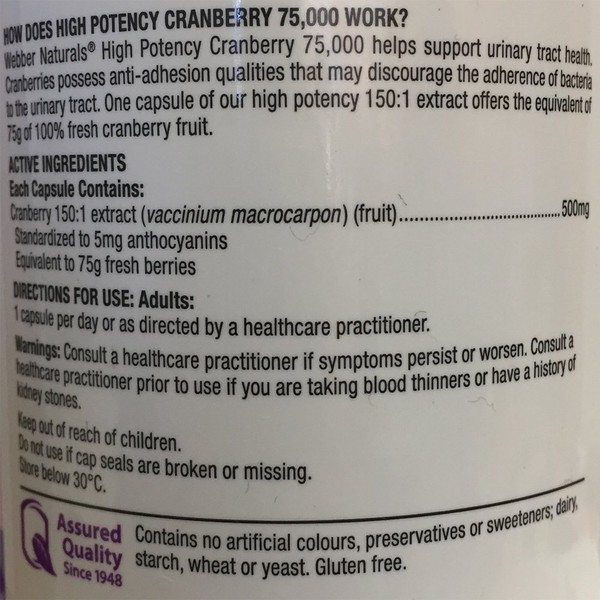 HOW DOES HIGH POTENCY CRANBERRY 75,000 WORK?
Webber Naturals® High Potency Cranberry 75,000 helps support urinary tract health.
Cranberries possess anti-adhesion qualities that may discourage the adherence of bacteria
to the urinary tract. One capsule of our high potency 150:1 extract offers the equivalent of
75g of 100% fresh cranberry fruit.
ACTIVE INGREDIENTS
Each Capsule Contains:
Cranberry 150:1 extract (vaccinium macrocarpon) (fruit)........................................500mg
Standardized to 5mg anthocyanins
Equivalent to 75g fresh berries
DIRECTIONS FOR USE: Adults:
1 capsule per day or as directed by a healthcare practitioner.
Warnings: Consult a healthcare practitioner if symptoms persist or worsen. Consult a
healthcare practitioner prior to use if you are taking blood thinners or have a history of
kidney stones.
Keep out of reach of children.
Do not use if cap seals are broken or missing.
Store below 30°C.
Assured
Quality
Since 1948
Contains no artificial colours, preservatives or sweeteners; dairy,
starch, wheat or yeast. Gluten free.